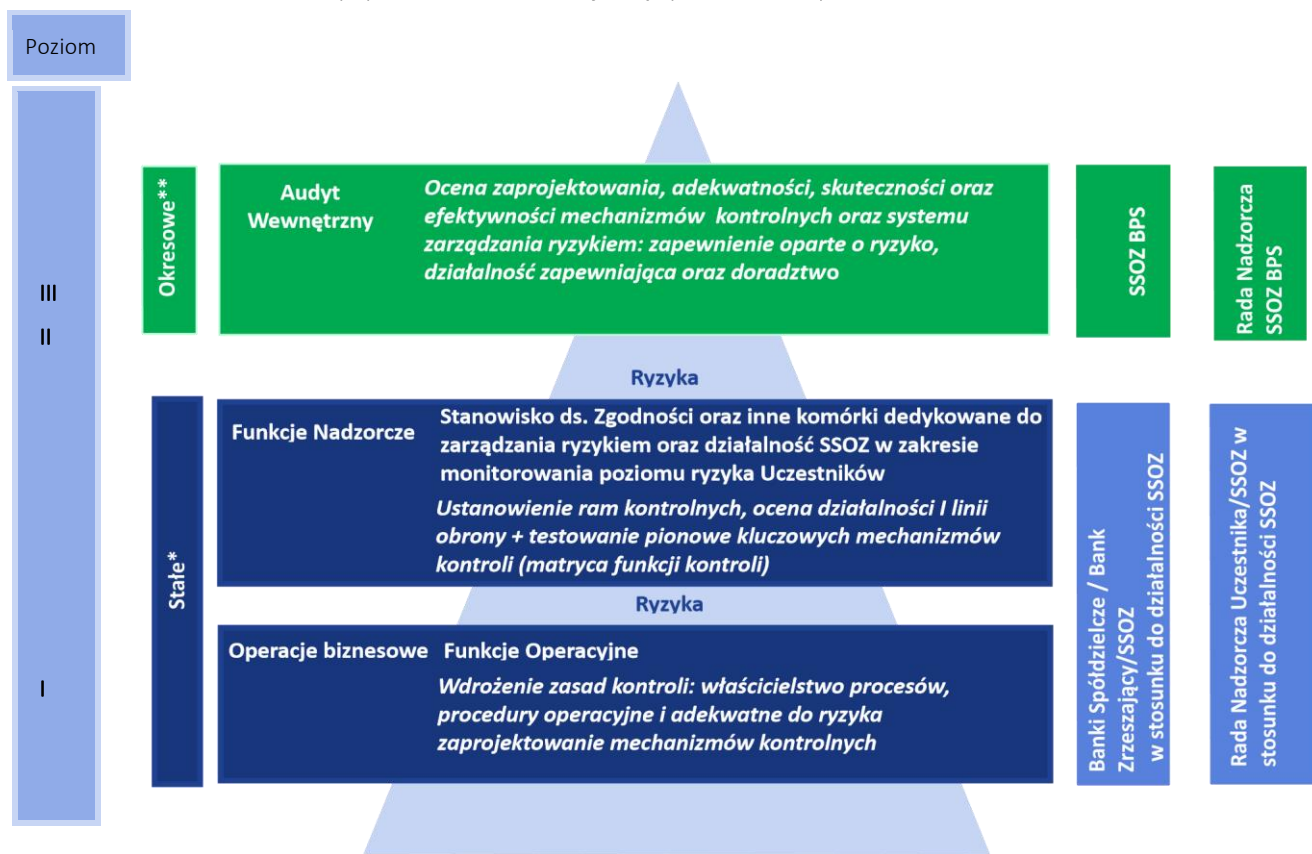 Poziom
III
II
I
Okresowe**
Audyt
Wewnętrzny
Ocena zaprojektowania, adekwatności, skuteczności oraz
efektywności mechanizmów kontrolnych oraz systemu
zarządzania ryzykiem: zapewnienie oparte o ryzyko,
działalność zapewniająca oraz doradztwo
SSOZ BPS
Rada Nadzorcza
SSOZ BPS
Ryzyka
Stałe*
Funkcje Nadzorcze
Stanowisko ds. Zgodności oraz inne komórki dedykowane do
zarządzania ryzykiem oraz działalność SSOZ w zakresie
monitorowania poziomu ryzyka Uczestników
Ustanowienie ram kontrolnych, ocena działalności I linii
obrony + testowanie pionowe kluczowych mechanizmów
kontroli (matryca funkcji kontroli)
Ryzyka
Operacje biznesowe
Funkcje Operacyjne
Wdrożenie zasad kontroli: właścicielstwo procesów,
procedury operacyjne i adekwatne do ryzyka
zaprojektowanie mechanizmów kontrolnych
Banki Spółdzielcze / Bank
Zrzeszający/SSOZ
w stosunku do działalności SSOZ
Rada Nadzorcza Uczestnika/SSOZ w
stosunku do działalności SSOZ